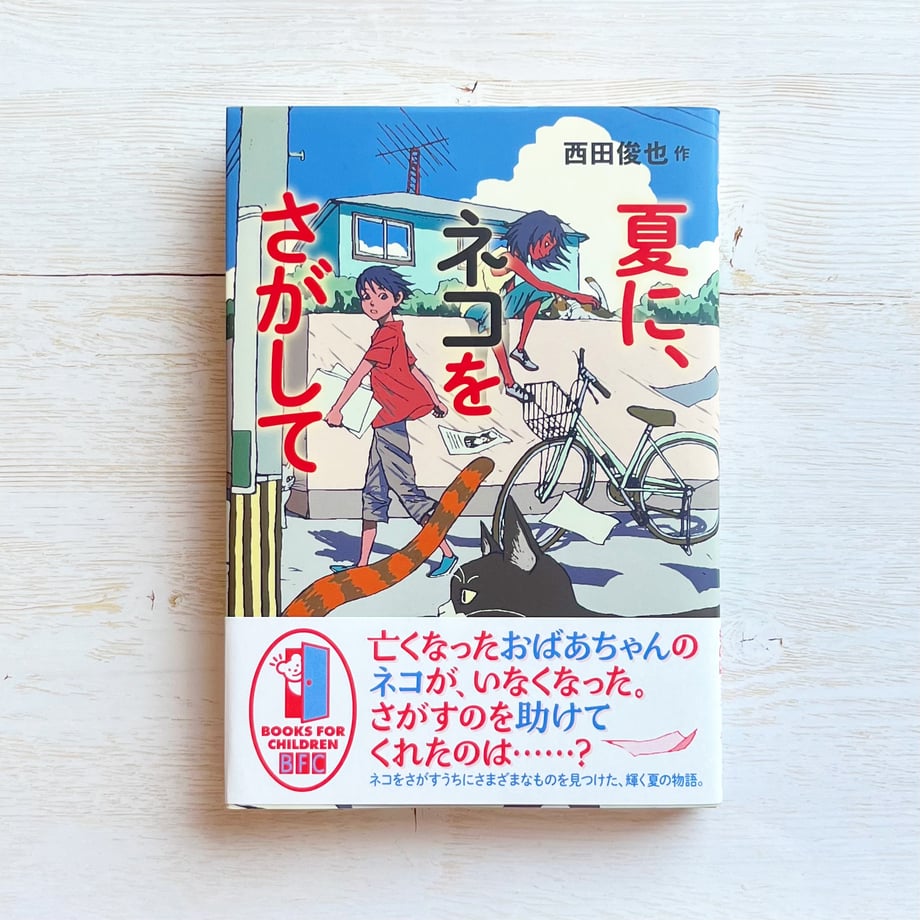 西田俊也 作
夏に、
ネコを
さがして
亡くなったおばあちゃんの
ネコが、いなくなった。
さがすのを助けて
くれたのは……?
ネコをさがすうちにさまざまなものを見つけた、輝く夏の物語。
BOOKS FOR
CHILDREN
BFC